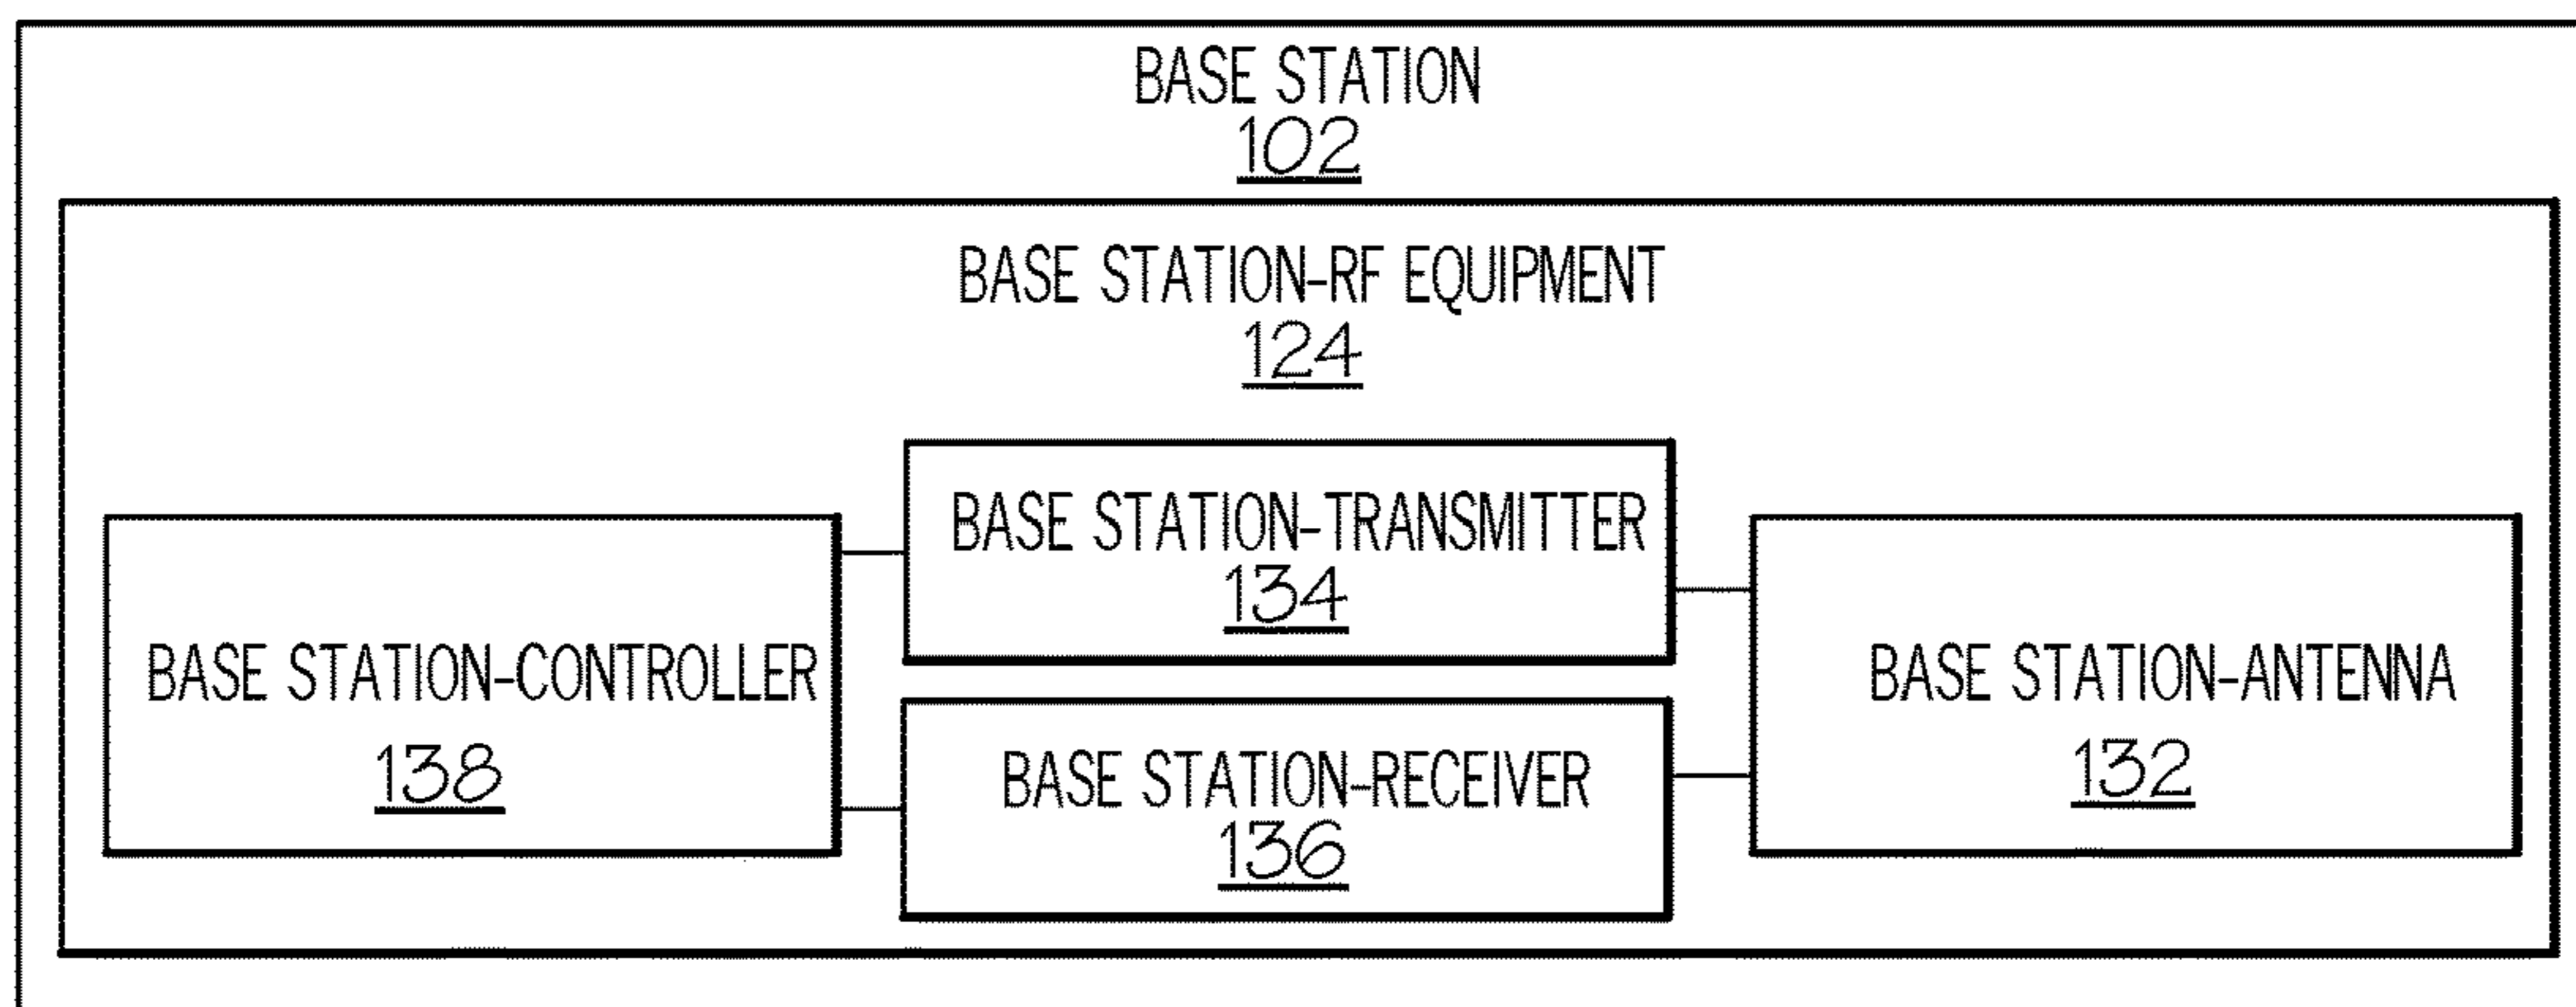 BASE STATION
102
BASE STATION-RF EQUIPMENT
124
BASE STATION-TRANSMITTER
134
BASE STATION-CONTROLLER
138
BASE STATION-RECEIVER
136
BASE STATION-ANTENNA
132